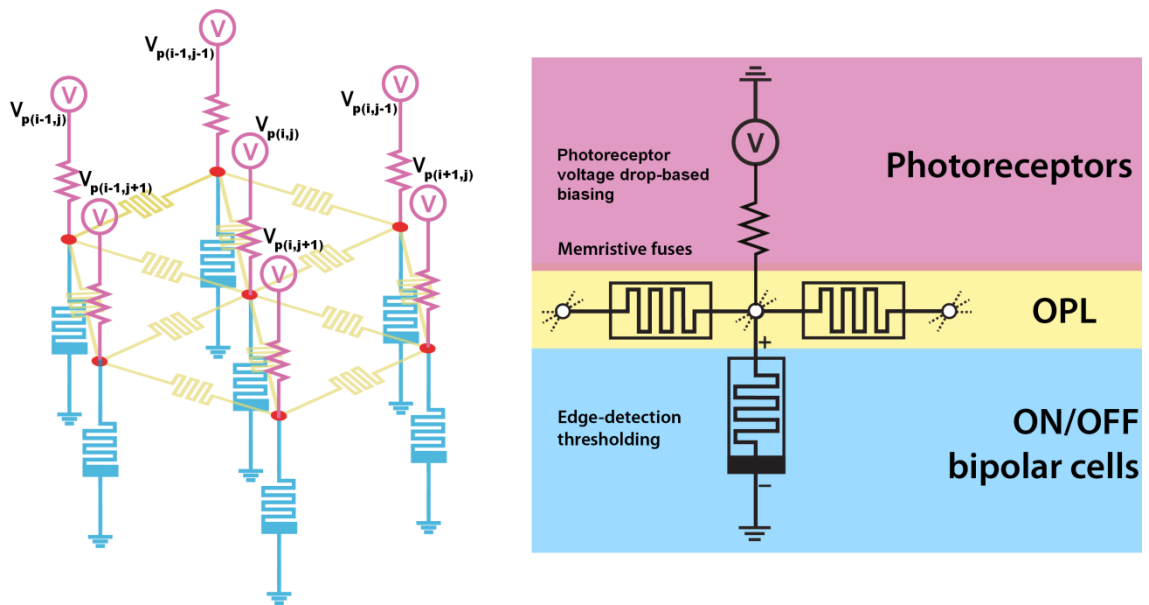 V
Vp(i-1,j-1)
V
Vp(i-1,j)
V
Vp(i,j-1)
V
Vp(i,j)
V
Vp(i-1,j+1)
V
Vp(i+1,j)
V
Vp(i,j+1)
V
Photoreceptor
voltage drop-based
biasing
Photoreceptors
Memristive fuses
OPL
+
Edge-detection
thresholding
ON/OFF
bipolar cells
−